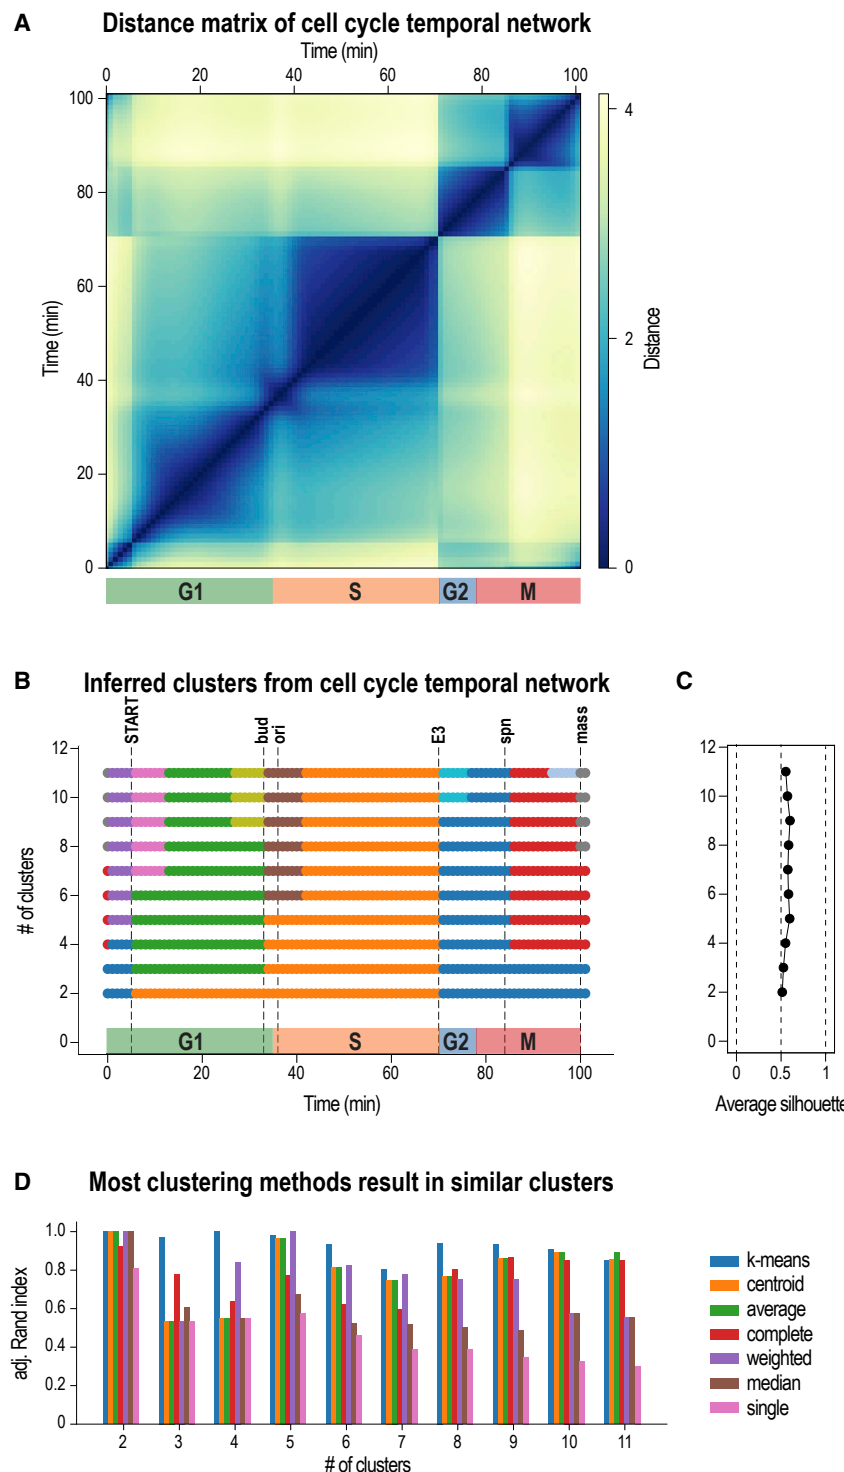 A
Distance matrix of cell cycle temporal network
Time (min)
0 20 40 60 80 100
100
80
60
40
20
0
Time (min)
4
2
0
Distance
G1 S G2 M
B
Inferred clusters from cell cycle temporal network
START bud ori E3 spn mass
12
10
8
6
4
2
0
# of clusters
G1 S G2 M
0 20 40 60 80 100
Time (min)
C
12
10
8
6
4
2
0
0 0.5 1
Average silhouette
D
Most clustering methods result in similar clusters
1.0
0.8
0.6
0.4
0.2
0
adj. Rand index
2 3 4 5 6 7 8 9 10 11
# of clusters
k-means
centroid
average
complete
weighted
median
single